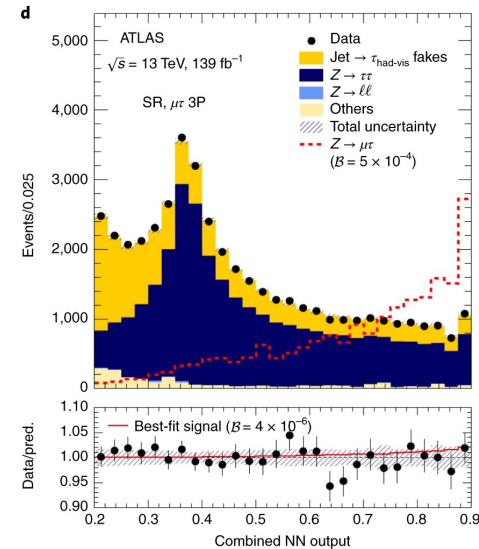 d
ATLAS
√s = 13 TeV, 139 fb⁻¹
SR, μτ 3P
Data
Jet → τhad-vis fakes
Z → ττ
Z → ℓℓ
Others
Total uncertainty
Z → μτ
(ℬ = 5 × 10⁻⁴)
Events/0.025
5,000
4,000
3,000
2,000
1,000
0
Best-fit signal (ℬ = 4 × 10⁻⁶)
Data/pred.
1.10
1.05
1.00
0.95
0.90
0.2 0.3 0.4 0.5 0.6 0.7 0.8 0.9
Combined NN output